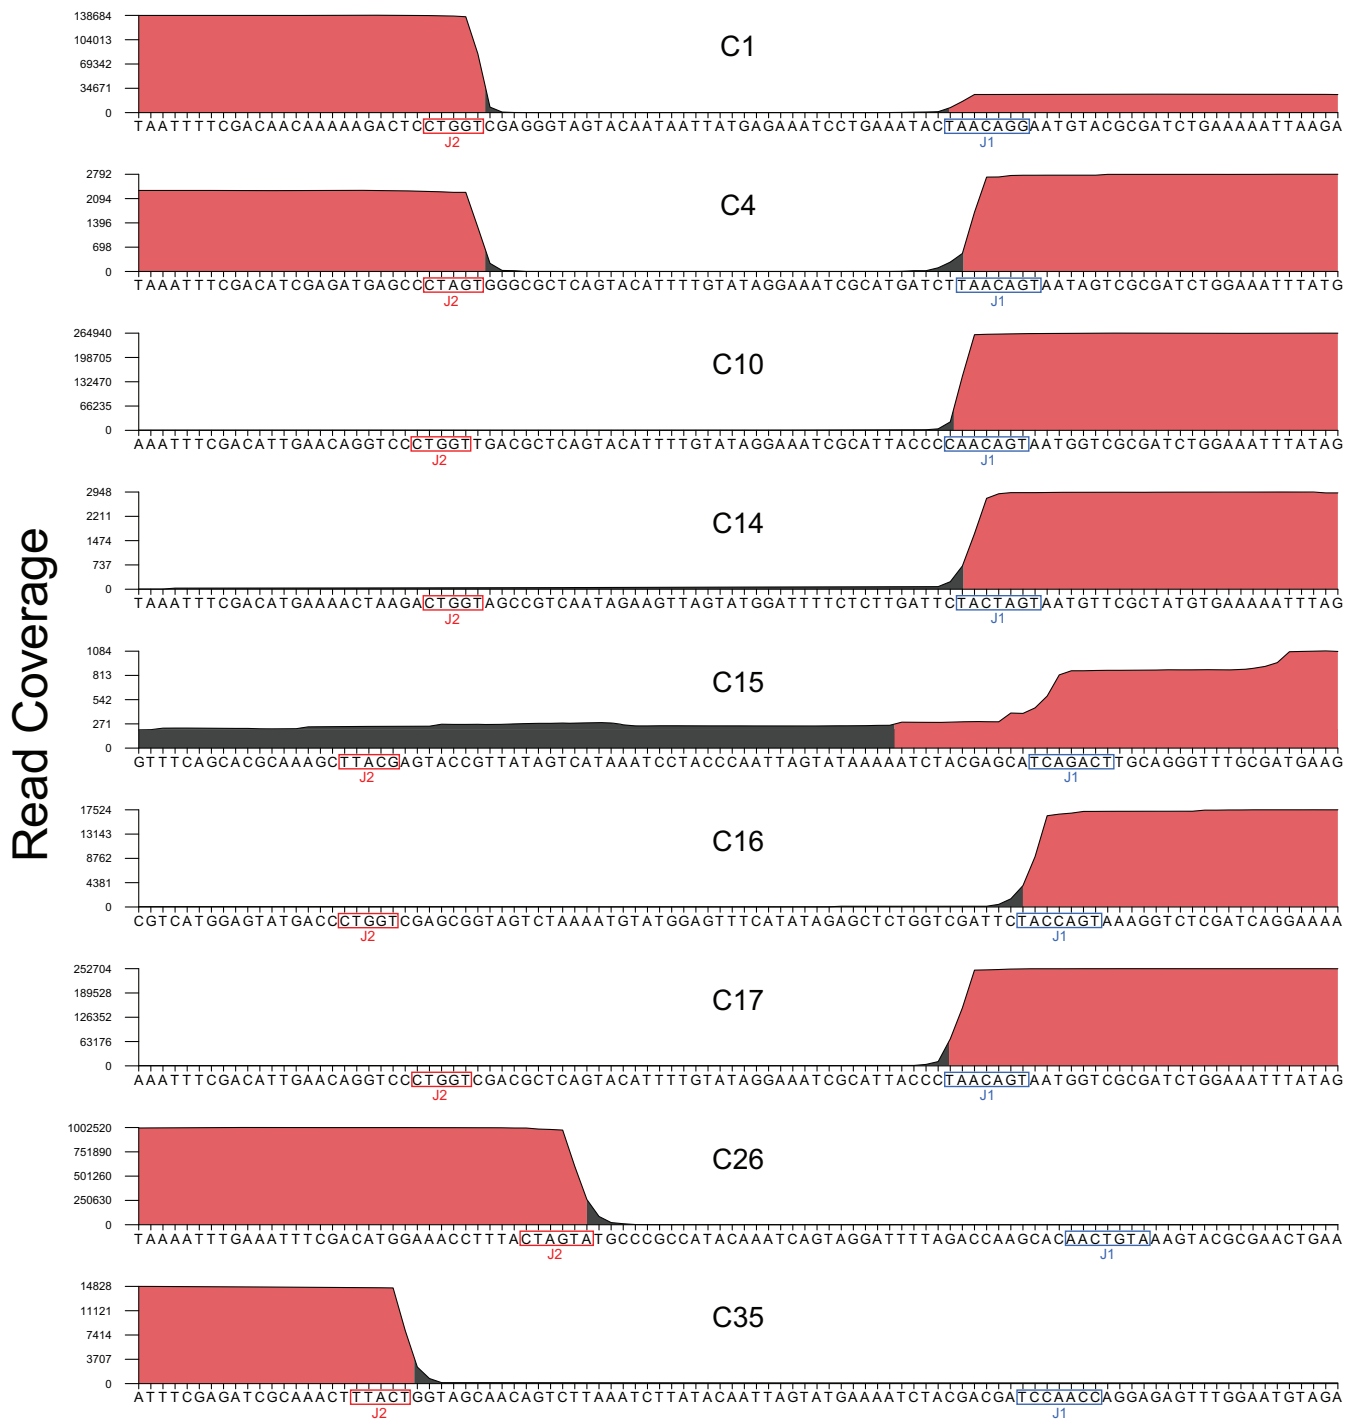 Read Coverage
C1
138684
104013
69342
34671
0
TAATTTTCGACAACAAAAAGACTCCTGGTCGAGGGTAGTACAATAATTATGAGAAATCCTGAAATACTAACAGGAATGTACGCGATCTGAAAAATTAAGA
J2 J1
C4
2792
2094
1396
698
0
TAAATTTCGACATCGAGATGAGCCCTAGTGGGCGCTCAGTACATTTTGTATAGGAAATCGCATGATCTTAACAGTAATAGTCGCGATCTGGAAATTTATG
J2 J1
C10
264940
198705
132470
66235
0
AAATTTCGACATTGAACAGGTCCCTGGTTGACGCTCAGTACATTTTGTATAGGAAATCGCATTACCCCAACAGTAATGGTCGCGATCTGGAAATTTATAG
J2 J1
C14
2948
2211
1474
737
0
TAAATTTCGACATGAAAACTAAGACTGGTAGCCGTCAATAGAAGTTAGTATGGATTTTCTCTTGATTCTACTAGTAATGTTCGCTATGTGAAAAATTTAG
J2 J1
C15
1084
813
542
271
0
GTTTCAGCACGCAAAGCTTACGAGTACCGTTATAGTCATAAATCCTACCCAATTAGTATAAAAATCTACGAGCATCAGACTTGCAGGGTTTGCGATGAAG
J2 J1
C16
17524
13143
8762
4381
0
CGTCATGGAGTATGACCCTGGTCGAGCGGTAGTCTAAAATGTATGGAGTTTCATATAGAGCTCTGGTCGATTCTACCAGTAAAGGTCTCGATCAGGAAAA
J2 J1
C17
252704
189528
126352
63176
0
AAATTTCGACATTGAACAGGTCCCTGGTCGACGCTCAGTACATTTTGTATAGGAAATCGCATTACCCTAACAGTAATGGTCGCGATCTGGAAATTTATAG
J2 J1
C26
1002520
751890
501260
250630
0
TAAAATTTGAAATTTCGACATGGAAACCTTTACTAGTATGCCCGCCATACAAATCAGTAGGATTTTAGACCAAGCACAACTGTAAAGTACGCGAACTGAA
J2 J1
C35
14828
11121
7414
3707
0
ATTTCGAGATCGCAAACTTTACTGGTAGCAACAGTCTTAAATCTTATACAATTAGTATGAAAATCTACGACGATCCAACCAGGAGAGTTTGGAATGTAGA
J2 J1